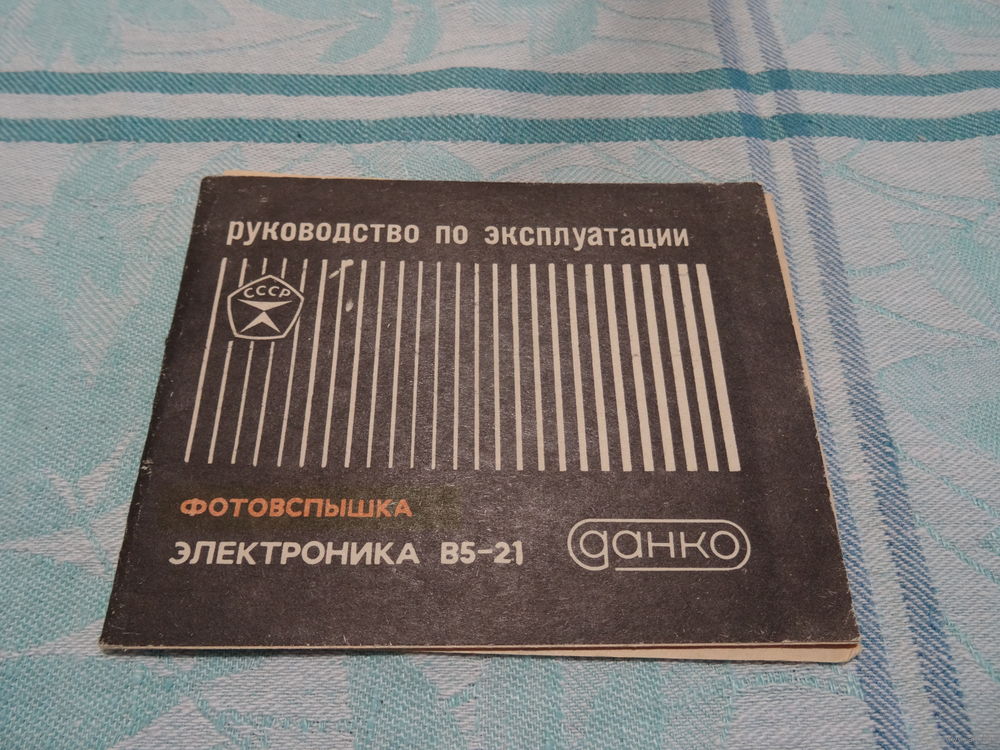 руководство по эксплуатации
СССР
ФОТОВСПЫШКА
ЭЛЕКТРОНИКА В5-21
данко